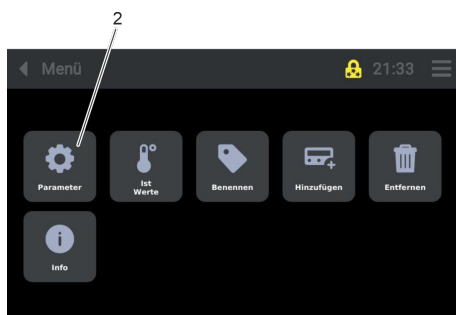 2
Menü
21:33
Parameter
Ist
Werte
Benennen
Hinzufügen
Entfernen
i
Info